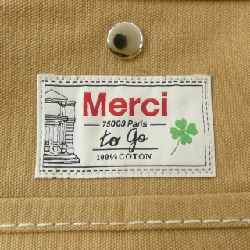 Merci
75003 Paris
to Go
100% COTON